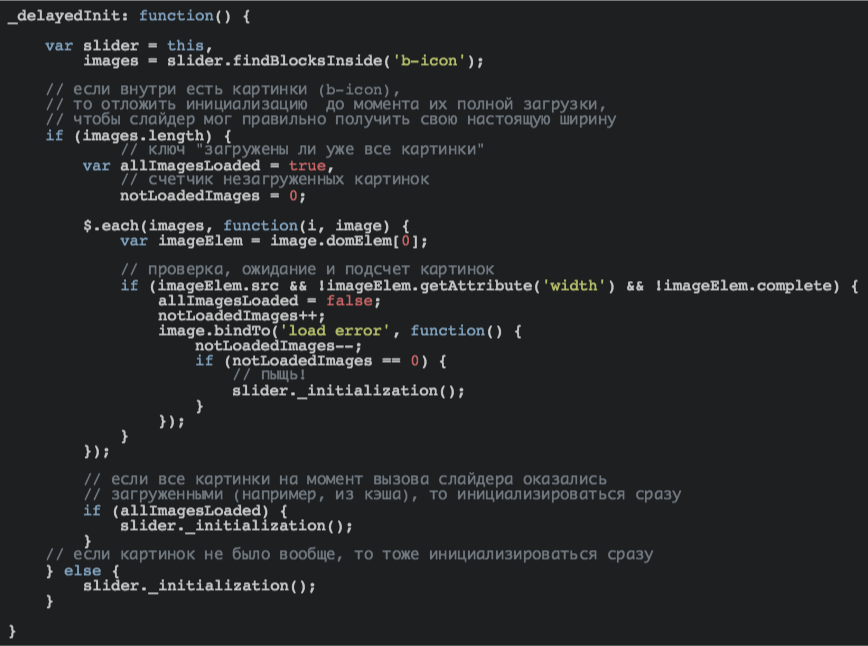 _delayedInit: function() {
var slider = this,
images = slider.findBlocksInside('b-icon');
// если внутри есть картинки (b-icon),
// то отложить инициализацию  до момента их полной загрузки,
// чтобы слайдер мог правильно получить свою настоящую ширину
if (images.length) {
// ключ "загружены ли уже все картинки"
var allImagesLoaded = true,
// счетчик незагруженных картинок
notLoadedImages = 0;
$.each(images, function(i, image) {
var imageElem = image.domElem[0];
// проверка, ожидание и подсчет картинок
if (imageElem.src && !imageElem.getAttribute('width') && !imageElem.complete) {
allImagesLoaded = false;
notLoadedImages++;
image.bindTo('load error', function() {
notLoadedImages--;
if (notLoadedImages == 0) {
// пыщь!
slider._initialization();
}
});
}
});
// если все картинки на момент вызова слайдера оказались
// загруженными (например, из кэша), то инициализироваться сразу
if (allImagesLoaded) {
slider._initialization();
}
// если картинок не было вообще, то тоже инициализироваться сразу
} else {
slider._initialization();
}
}